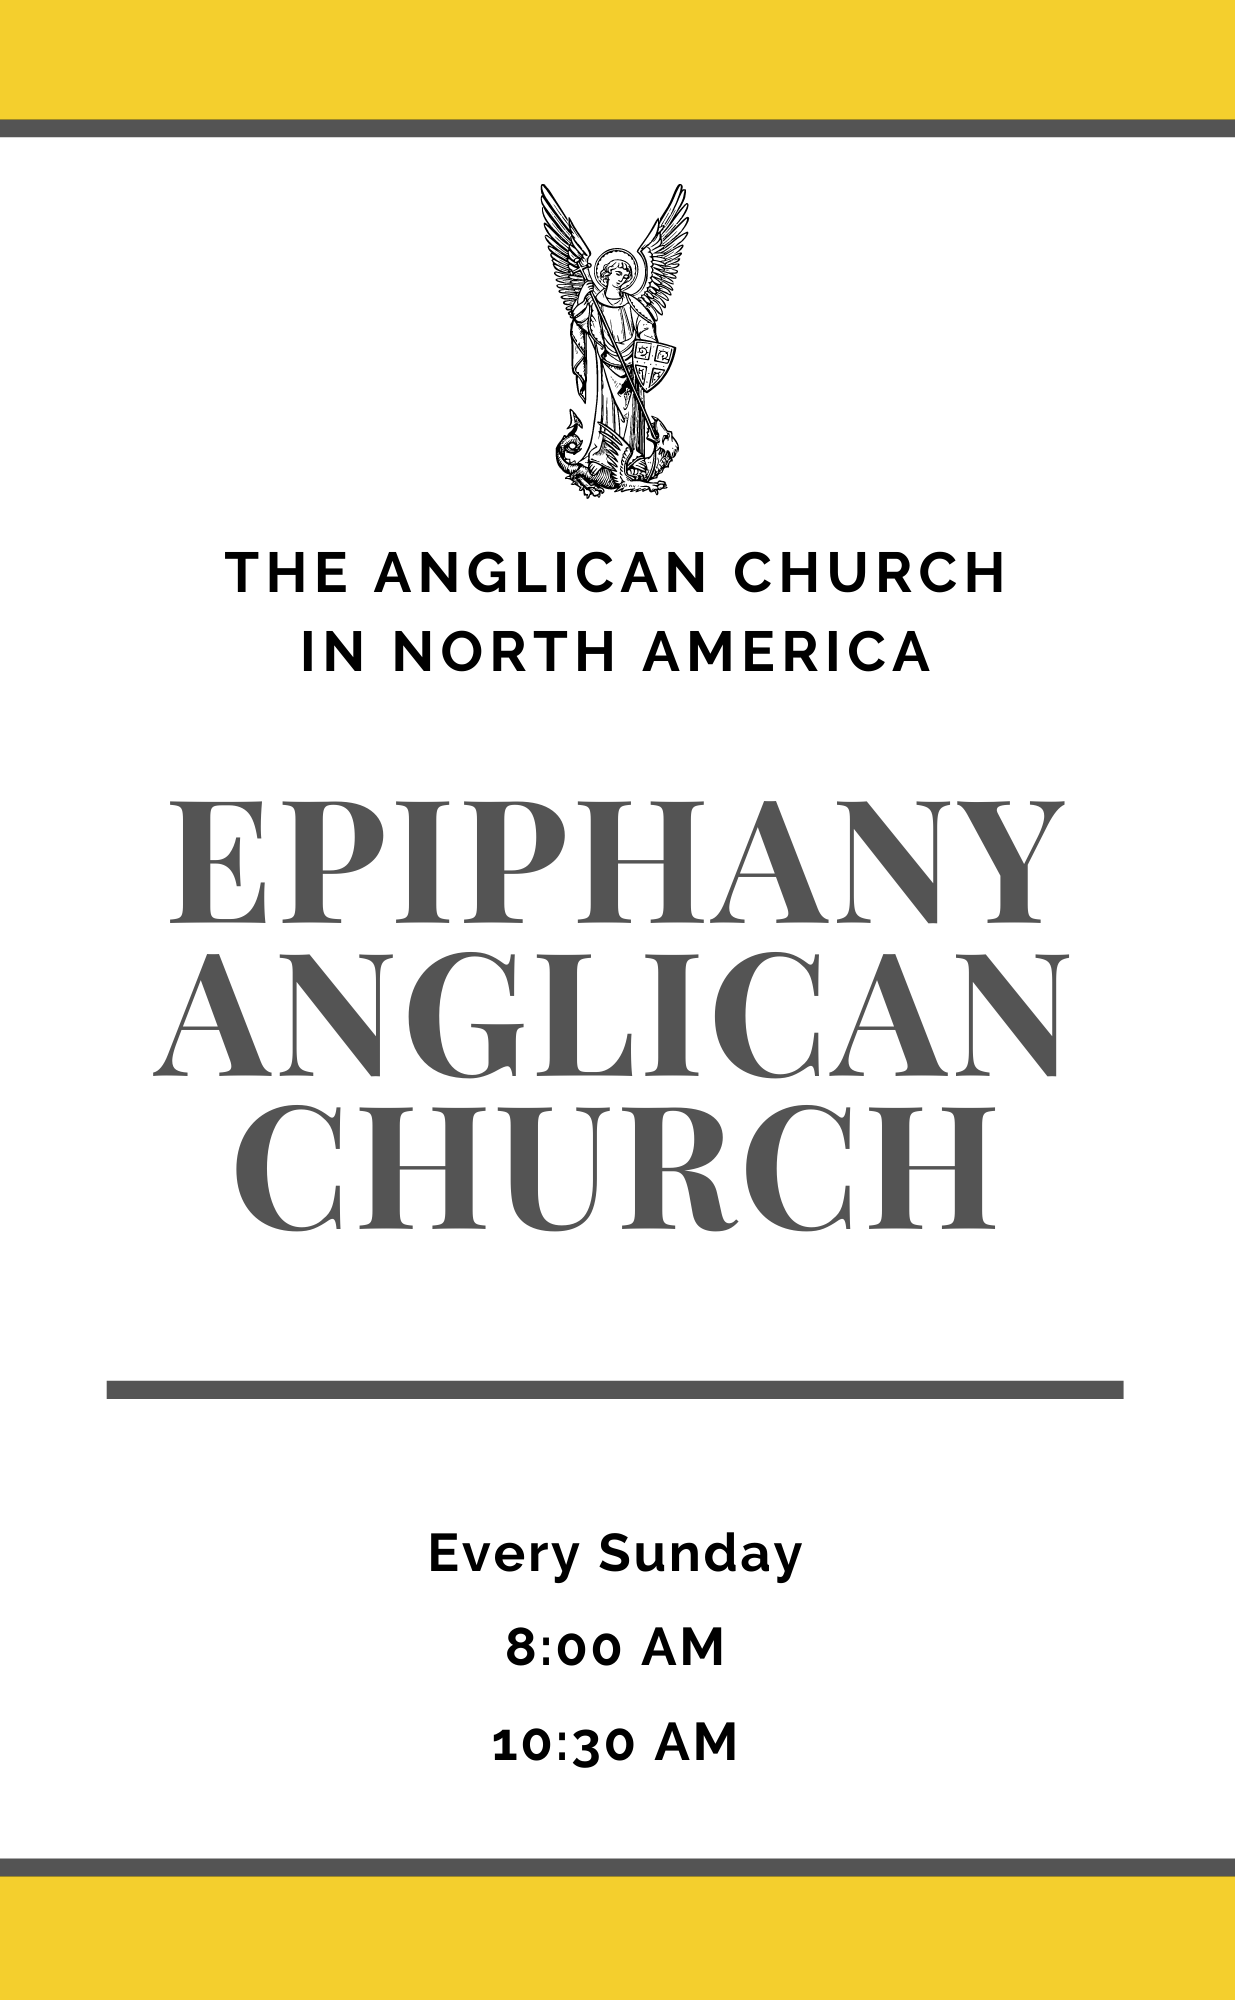 THE ANGLICAN CHURCH
IN NORTH AMERICA
EPIPHANY
ANGLICAN
CHURCH
Every Sunday
8:00 AM
10:30 AM